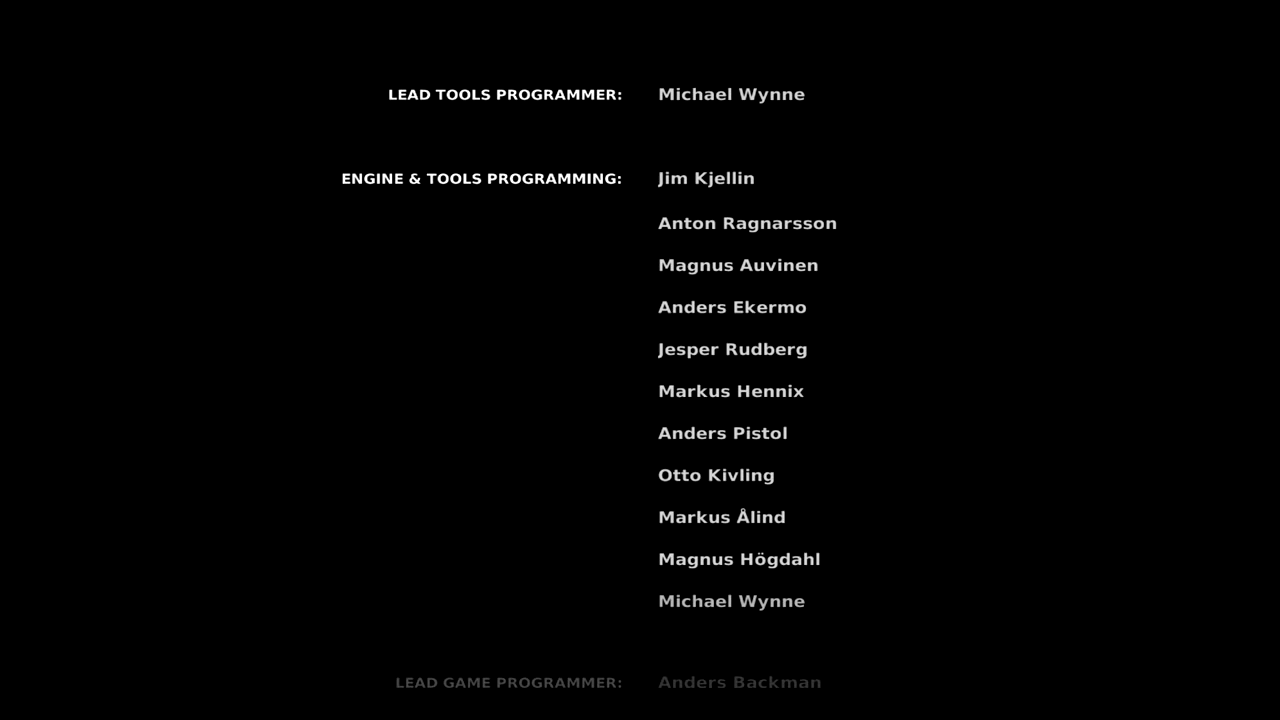 LEAD TOOLS PROGRAMMER: Michael Wynne
ENGINE & TOOLS PROGRAMMING: Jim Kjellin
Anton Ragnarsson
Magnus Auvinen
Anders Ekermo
Jesper Rudberg
Markus Hennix
Anders Pistol
Otto Kivling
Markus Ålind
Magnus Högdahl
Michael Wynne
LEAD GAME PROGRAMMER: Anders Backman